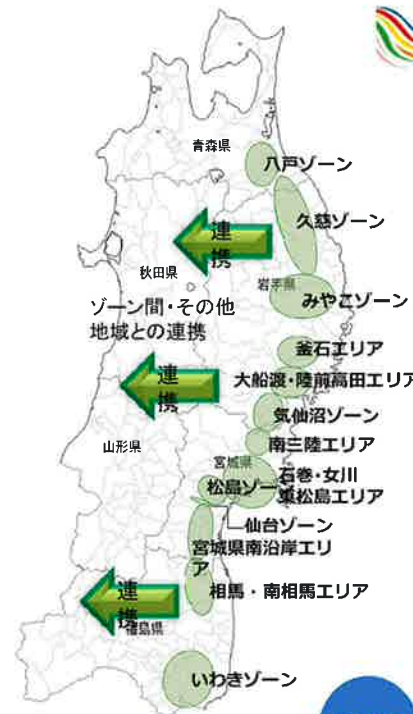 青森県
八戸ゾーン
久慈ゾーン
連
携
秋田県
岩手県
みやこゾーン
ゾーン間・その他
地域との連携
釜石エリア
連
携
大船渡・陸前高田エリア
気仙沼ゾーン
山形県
南三陸エリア
宮城県
石巻・女川
松島ゾー
東松島エリア
仙台ゾーン
宮城県南沿岸エリ
ア
連
携
相馬・南相馬エリア
福島県
いわきゾーン